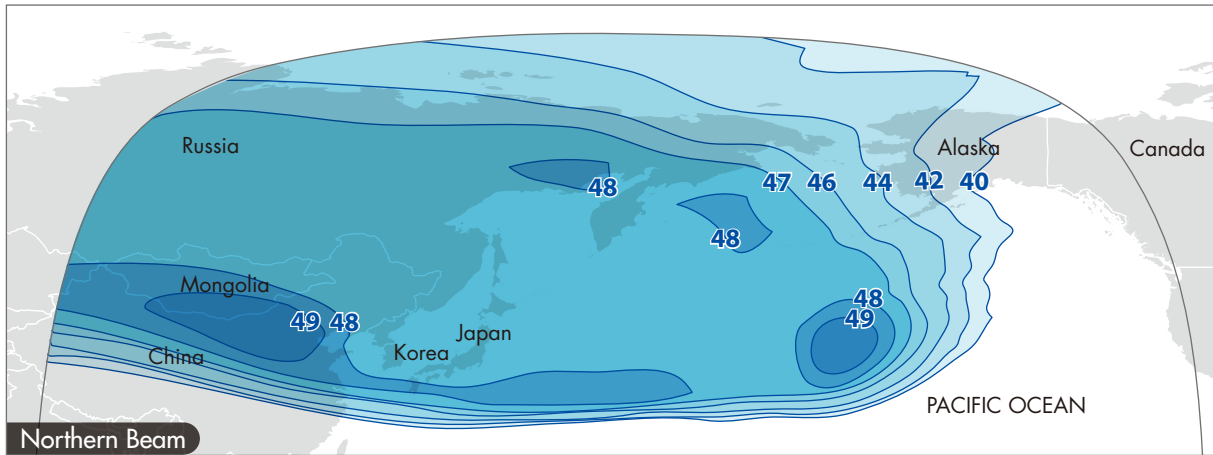 Russia
Alaska
Canada
48
47
46
44
42
40
48
Mongolia
48
49
49
48
Japan
Korea
China
PACIFIC OCEAN
Northern Beam